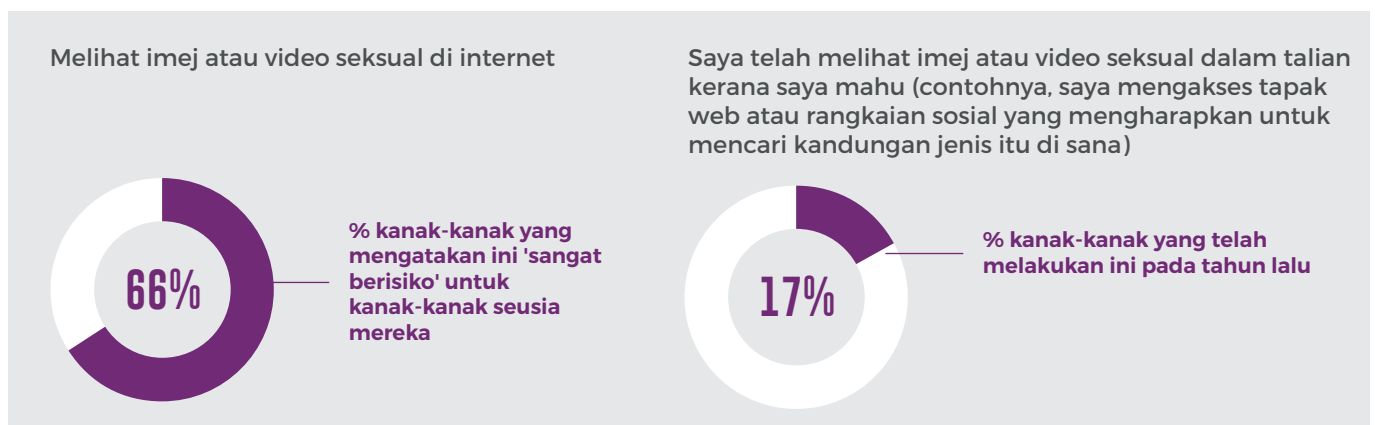 Melihat imej atau video seksual di internet
66%
% kanak-kanak yang
mengatakan ini 'sangat
berisiko' untuk
kanak-kanak seusia
mereka
Saya telah melihat imej atau video seksual dalam talian
kerana saya mahu (contohnya, saya mengakses tapak
web atau rangkaian sosial yang mengharapkan untuk
mencari kandungan jenis itu di sana)
17%
% kanak-kanak yang telah
melakukan ini pada tahun lalu